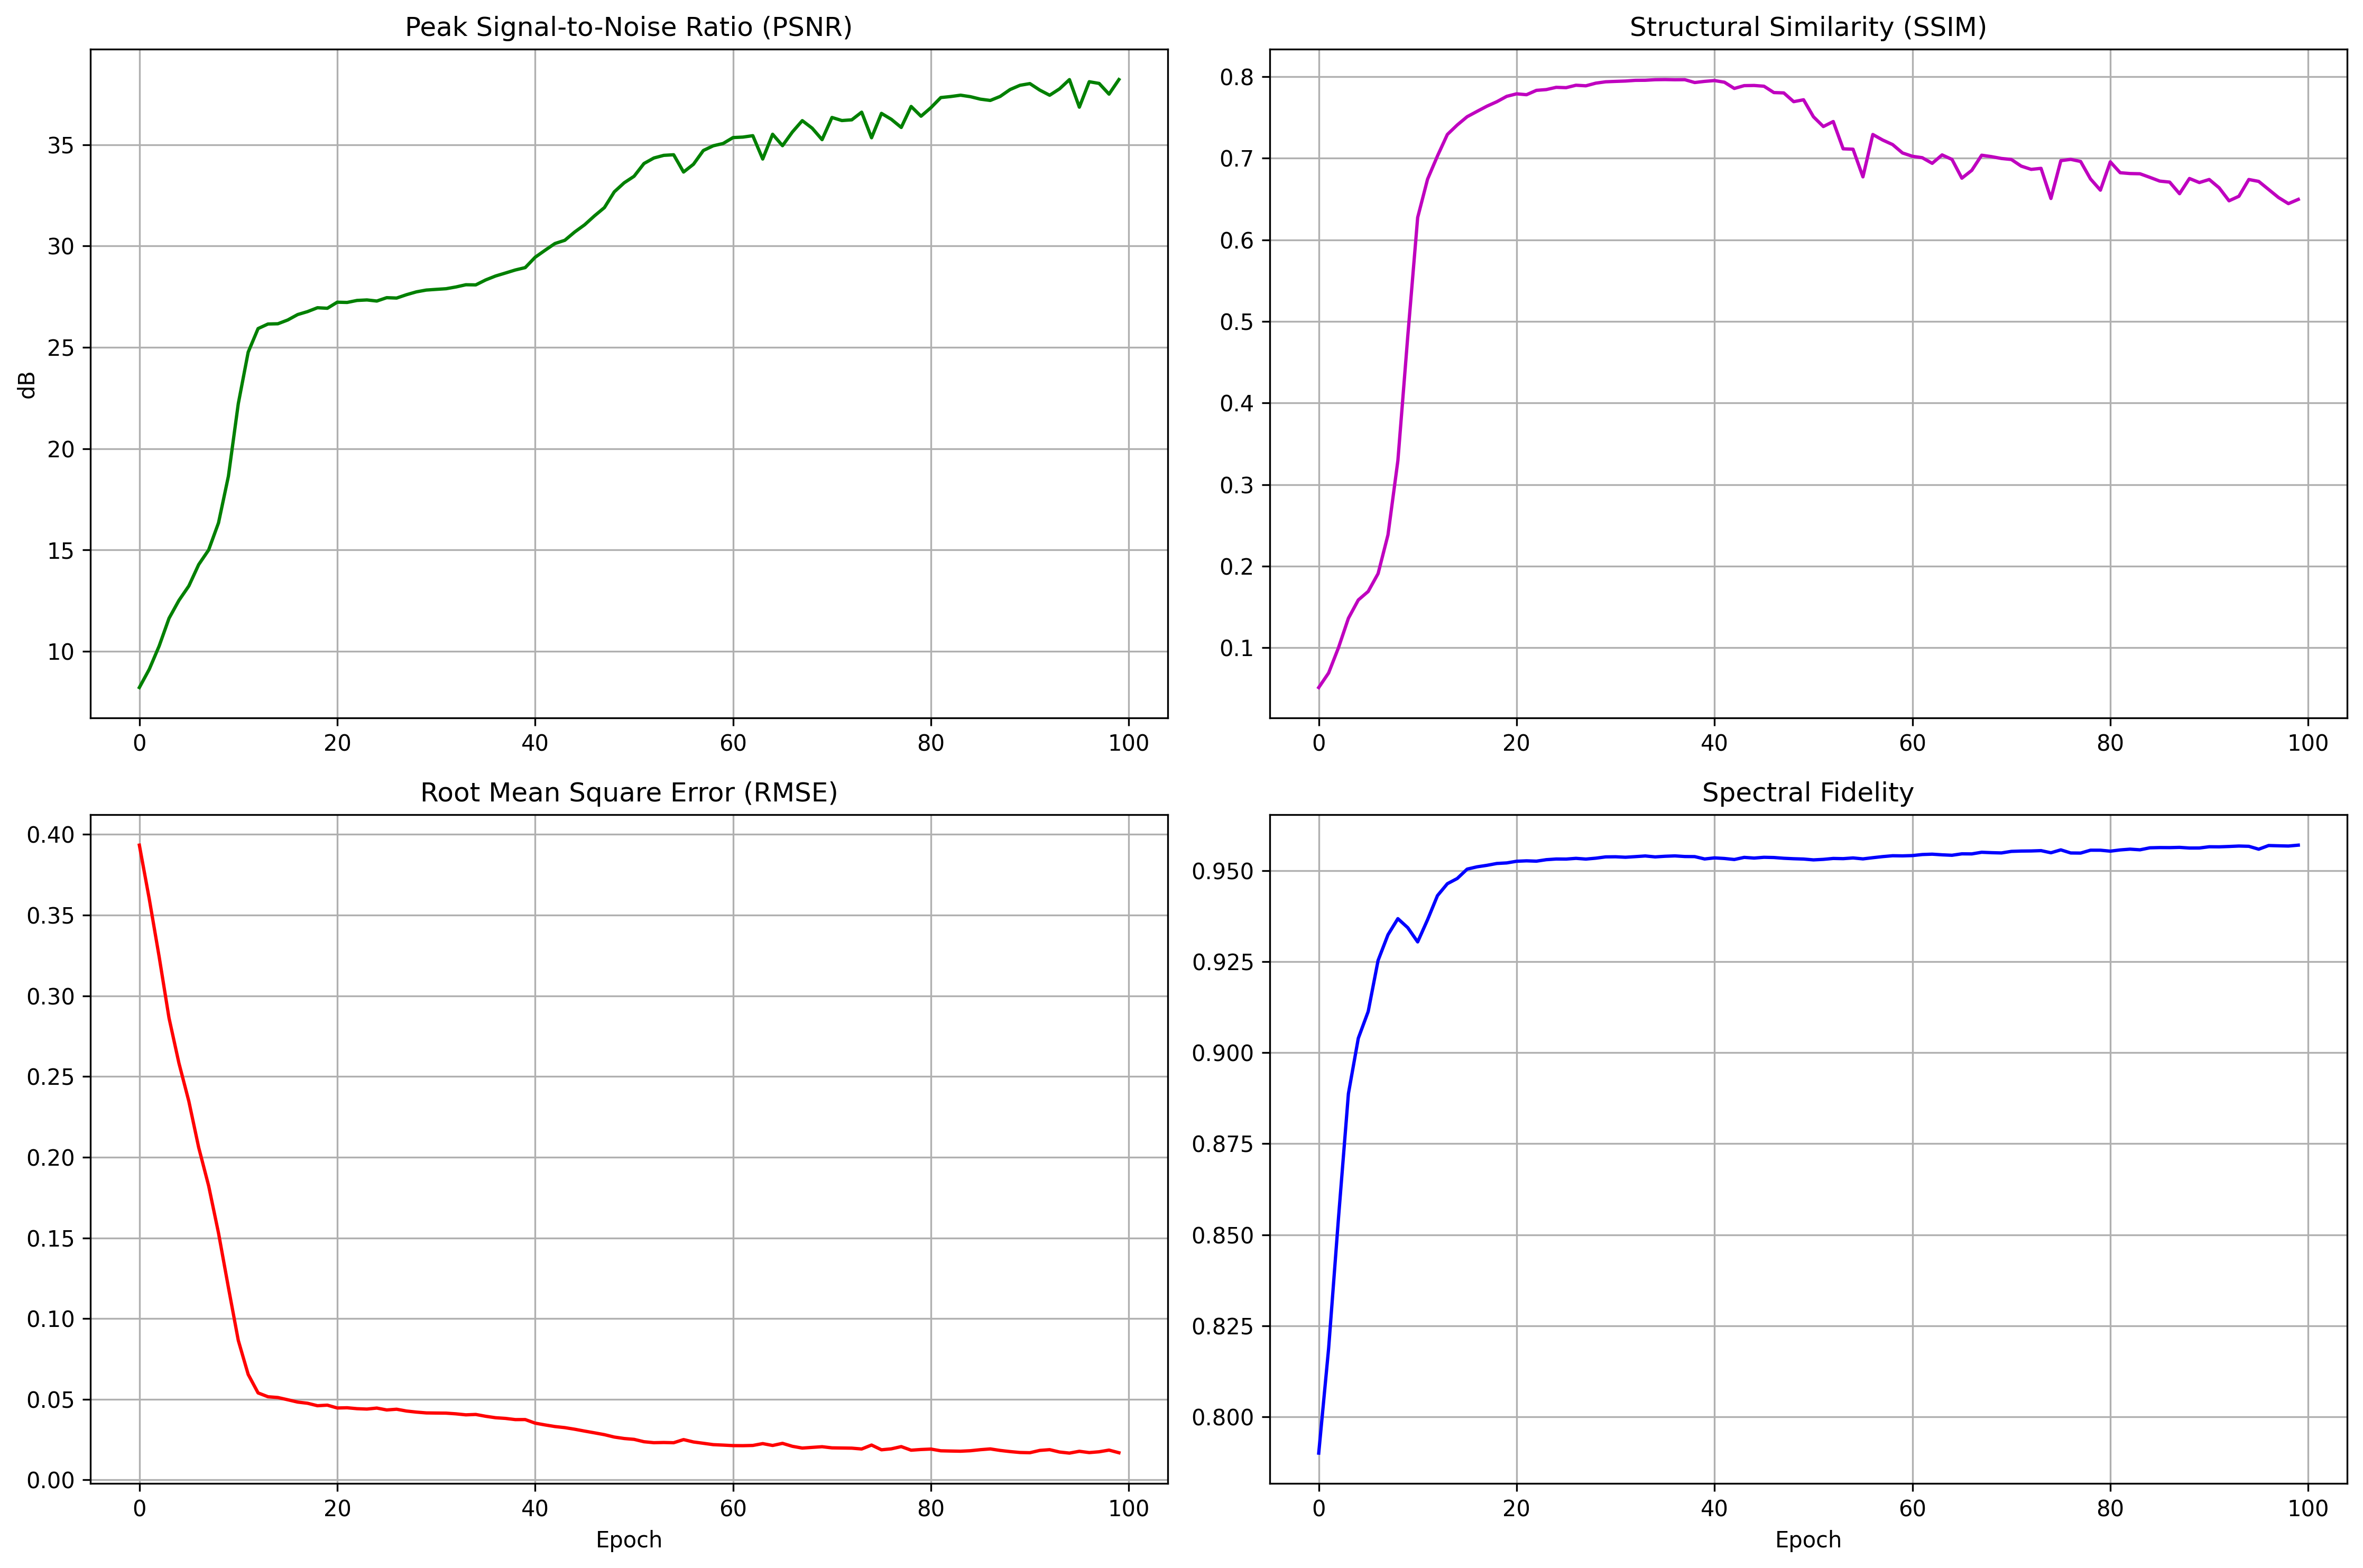 Peak Signal-to-Noise Ratio (PSNR)
dB
35
30
25
20
15
10
0 20 40 60 80 100
Structural Similarity (SSIM)
0.8
0.7
0.6
0.5
0.4
0.3
0.2
0.1
0 20 40 60 80 100
Root Mean Square Error (RMSE)
0.40
0.35
0.30
0.25
0.20
0.15
0.10
0.05
0.00
0 20 40 60 80 100
Epoch
Spectral Fidelity
0.950
0.925
0.900
0.875
0.850
0.825
0.800
0 20 40 60 80 100
Epoch